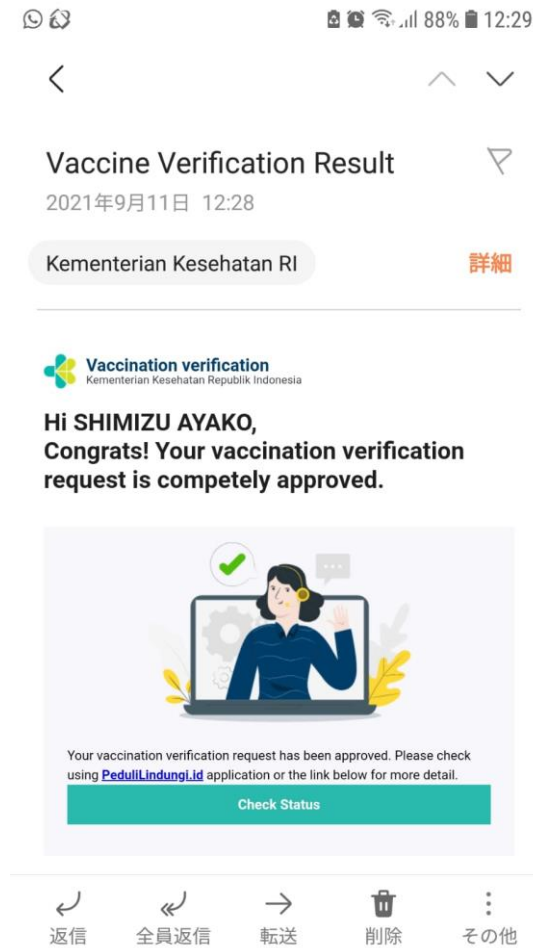 88% 12:29
Vaccine Verification Result
2021年9月11日 12:28
Kementerian Kesehatan RI 詳細
Vaccination verification
Kementerian Kesehatan Republik Indonesia
Hi SHIMIZU AYAKO,
Congrats! Your vaccination verification
request is competely approved.
Your vaccination verification request has been approved. Please check
using PeduliLindungi.id application or the link below for more detail.
Check Status
返信 全員返信 転送 削除 その他